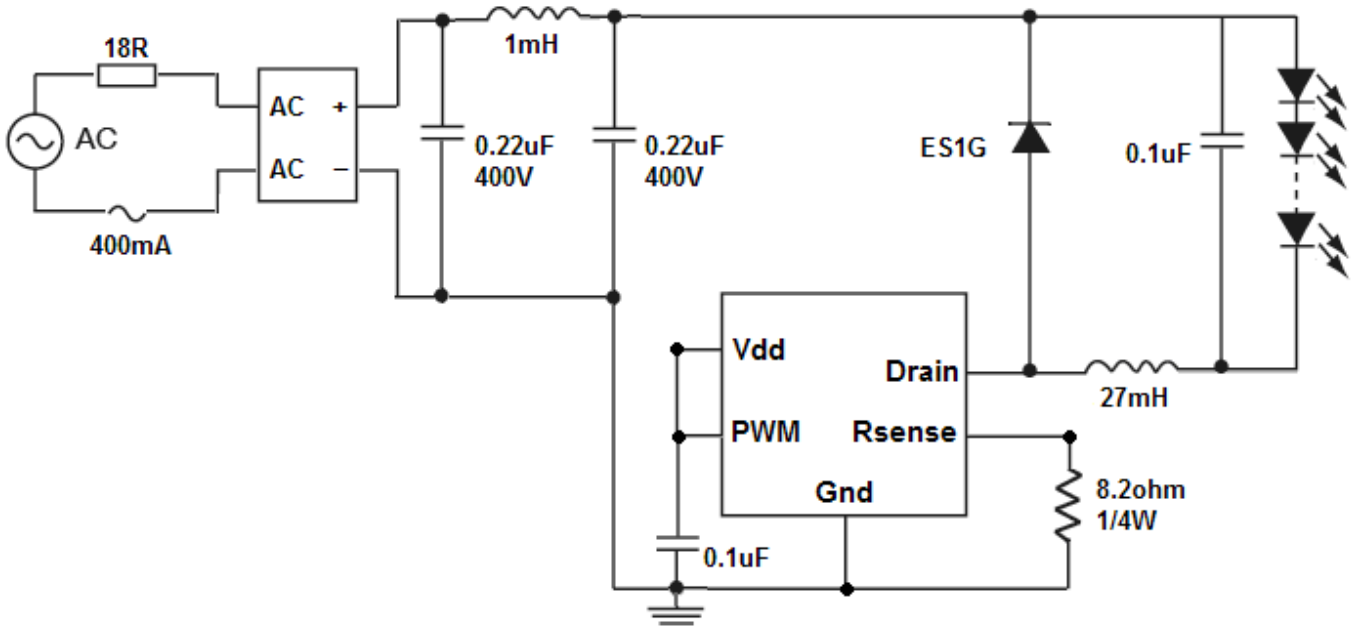 18R
1mH
AC
AC +
AC −
400mA
0.22uF
400V
0.22uF
400V
ES1G
0.1uF
Vdd
PWM
Drain
Rsense
Gnd
27mH
8.2ohm
1/4W
0.1uF